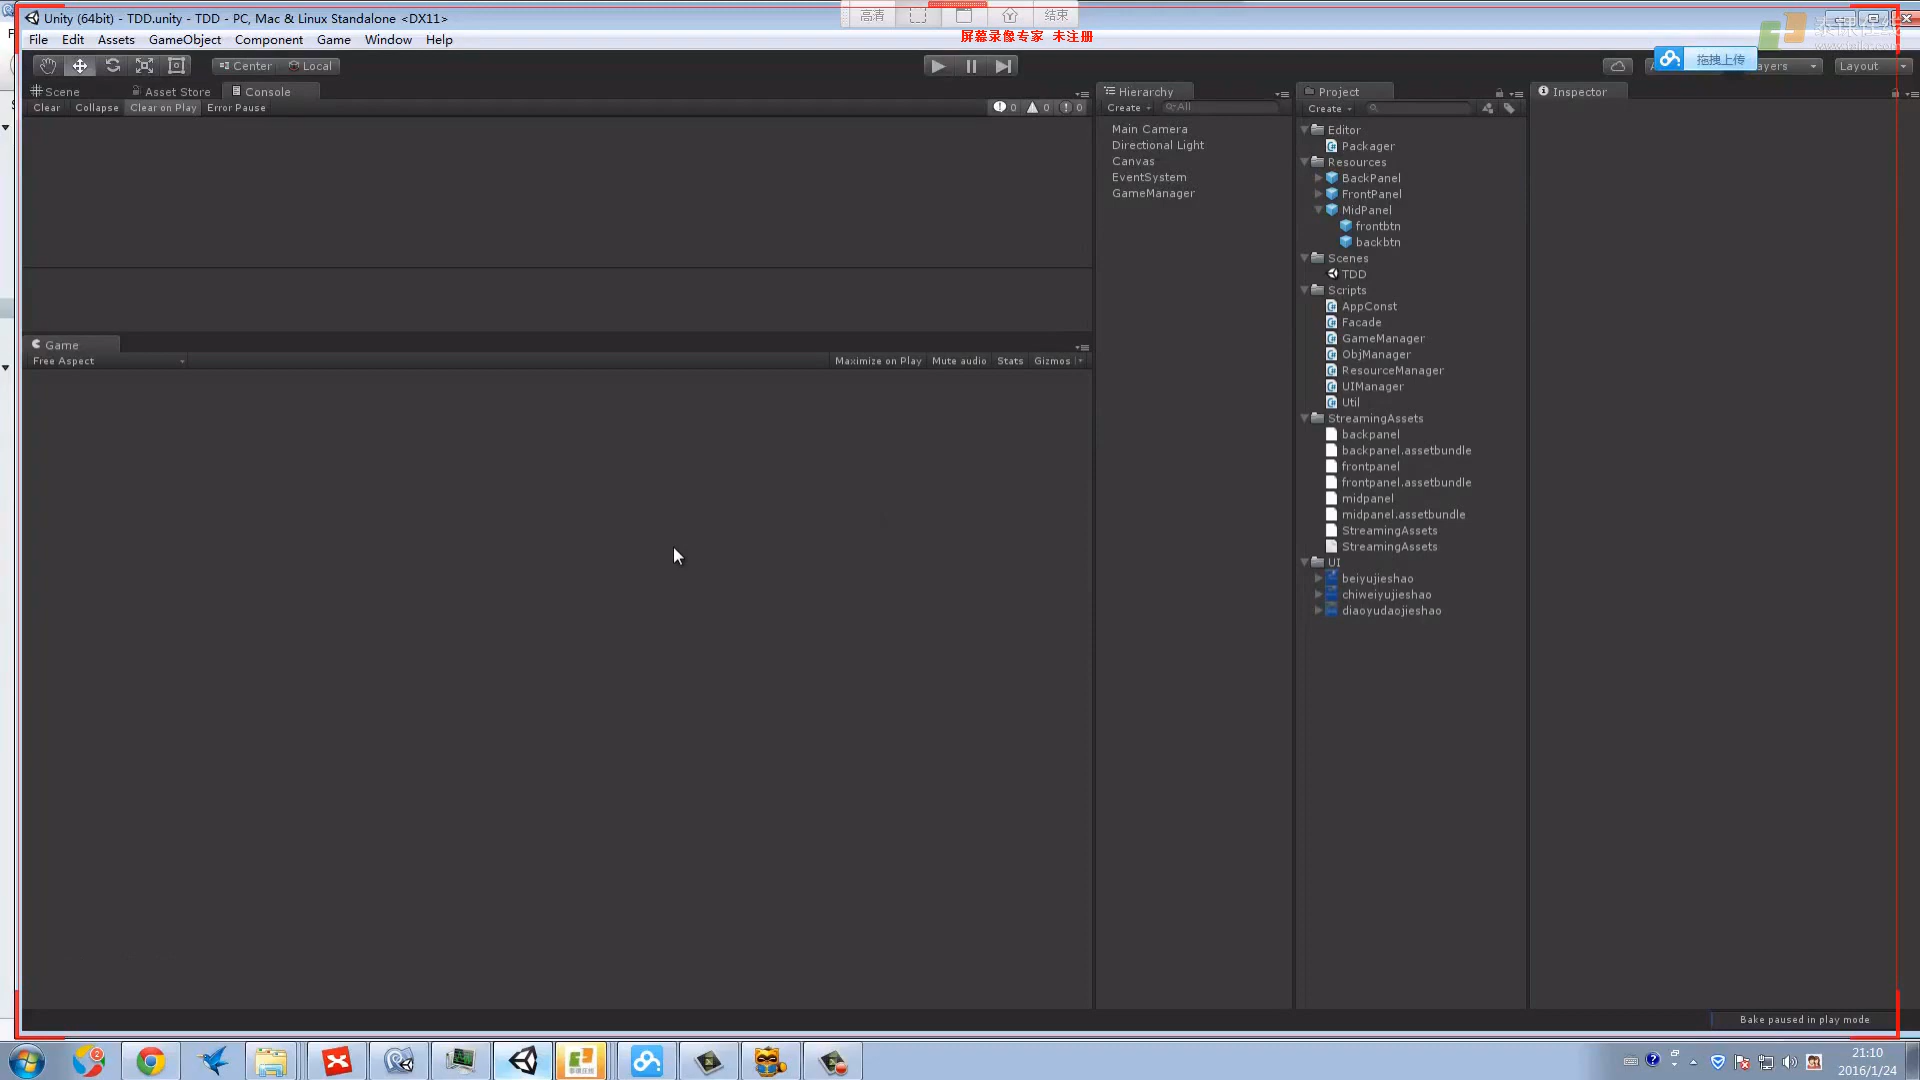 Unity (64bit) - TDD.unity - TDD - PC, Mac & Linux Standalone <DX11>
高清
结束
屏幕录像专家 未注册
泰课在线
File Edit Assets GameObject Component Game Window Help
拖拽上传
Center Local
Layout
Scene Asset Store Console
Clear Collapse Clear on Play Error Pause
0 0 0
Hierarchy
Create All
Main Camera
Directional Light
Canvas
EventSystem
GameManager
Project
Create
Editor
Packager
Resources
BackPanel
FrontPanel
MidPanel
frontbtn
backbtn
Scenes
TDD
Scripts
AppConst
Facade
GameManager
ObjManager
ResourceManager
UIManager
Util
StreamingAssets
backpanel
backpanel.assetbundle
frontpanel
frontpanel.assetbundle
midpanel
midpanel.assetbundle
StreamingAssets
StreamingAssets
UI
beiyujieshao
chiweiyujieshao
diaoyudaojieshao
Inspector
Game
Free Aspect
Maximize on Play Mute audio Stats Gizmos
Bake paused in play mode
2
21:10
2016/1/24